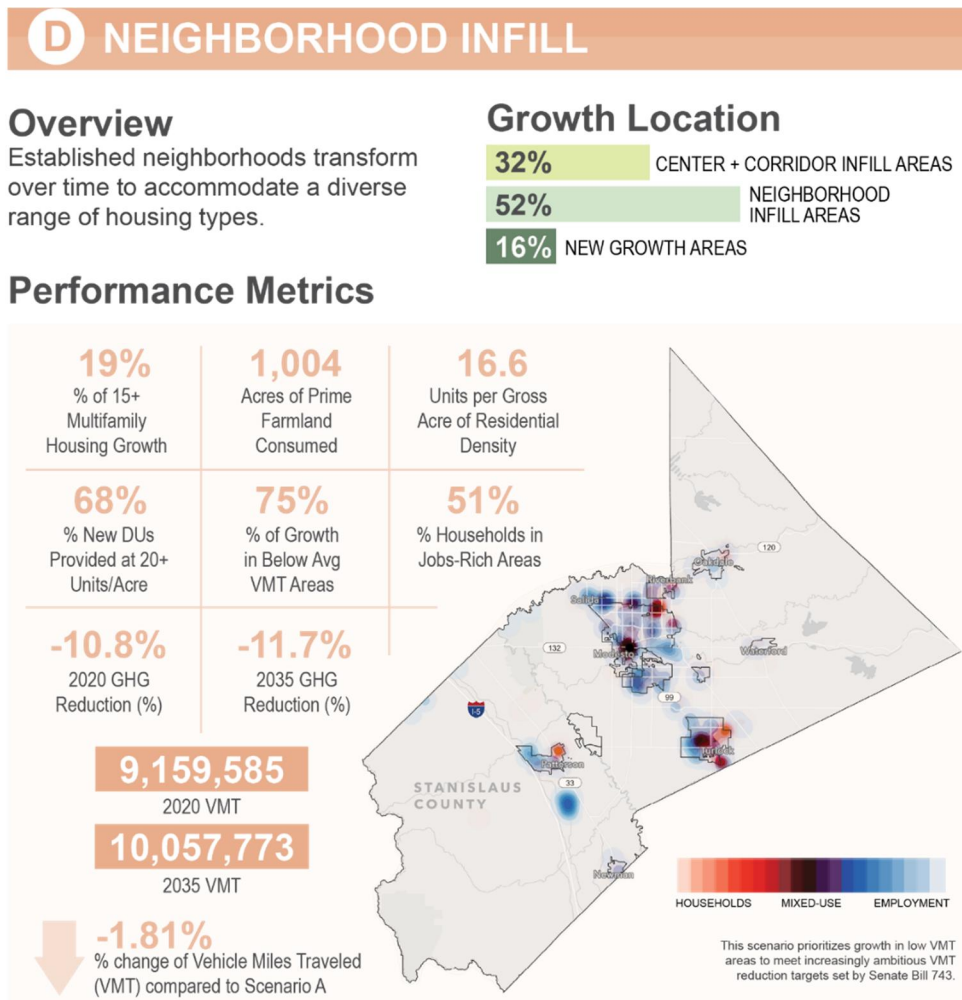 D NEIGHBORHOOD INFILL
Overview
Established neighborhoods transform
over time to accommodate a diverse
range of housing types.
Growth Location
32% CENTER + CORRIDOR INFILL AREAS
52% NEIGHBORHOOD
INFILL AREAS
16% NEW GROWTH AREAS
Performance Metrics
19%
% of 15+
Multifamily
Housing Growth
1,004
Acres of Prime
Farmland
Consumed
16.6
Units per Gross
Acre of Residential
Density
68%
% New DUs
Provided at 20+
Units/Acre
75%
% of Growth
in Below Avg
VMT Areas
51%
% Households in
Jobs-Rich Areas
-10.8%
2020 GHG
Reduction (%)
-11.7%
2035 GHG
Reduction (%)
9,159,585
2020 VMT
10,057,773
2035 VMT
-1.81%
% change of Vehicle Miles Traveled
(VMT) compared to Scenario A
120
Oakdale
Riverbank
Salida
132
Modesto
Waterford
99
I-5
Turlock
Patterson
33
STANISLAUS
COUNTY
Newman
HOUSEHOLDS MIXED-USE EMPLOYMENT
This scenario prioritizes growth in low VMT
areas to meet increasingly ambitious VMT
reduction targets set by Senate Bill 743.